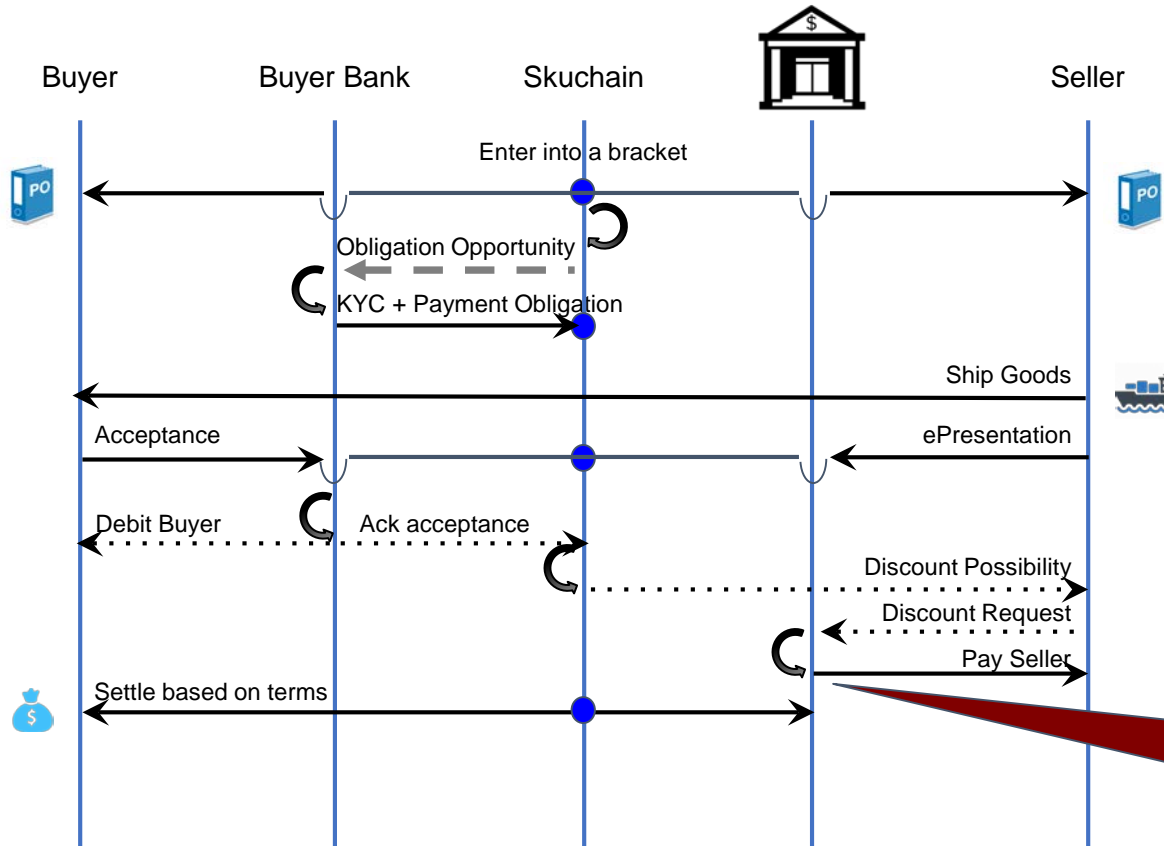 $
Buyer
Buyer Bank
Skuchain
Seller
Enter into a bracket
PO
PO
Obligation Opportunity
KYC + Payment Obligation
Ship Goods
Acceptance
ePresentation
Debit Buyer
Ack acceptance
Discount Possibility
Discount Request
Pay Seller
Settle based on terms
$